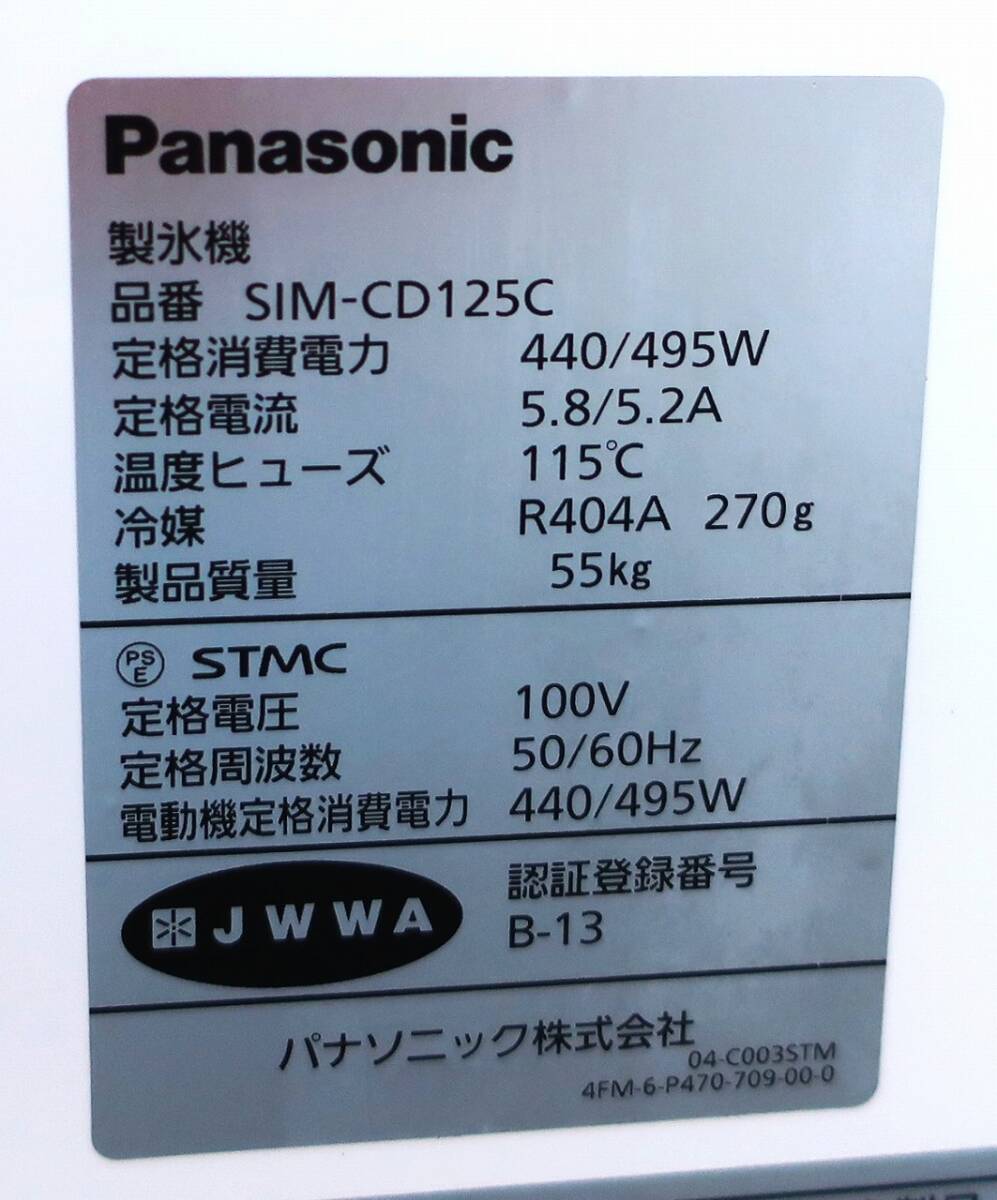 Panasonic
製氷機
品番 SIM-CD125C
定格消費電力 440/495W
定格電流 5.8/5.2A
温度ヒューズ 115℃
冷媒 R404A 270g
製品質量 55kg
PSE STMC
定格電圧 100V
定格周波数 50/60Hz
電動機定格消費電力 440/495W
JWWA
認証登録番号
B-13
パナソニック株式会社
04-C003STM
4FM-6-P470-709-00-0